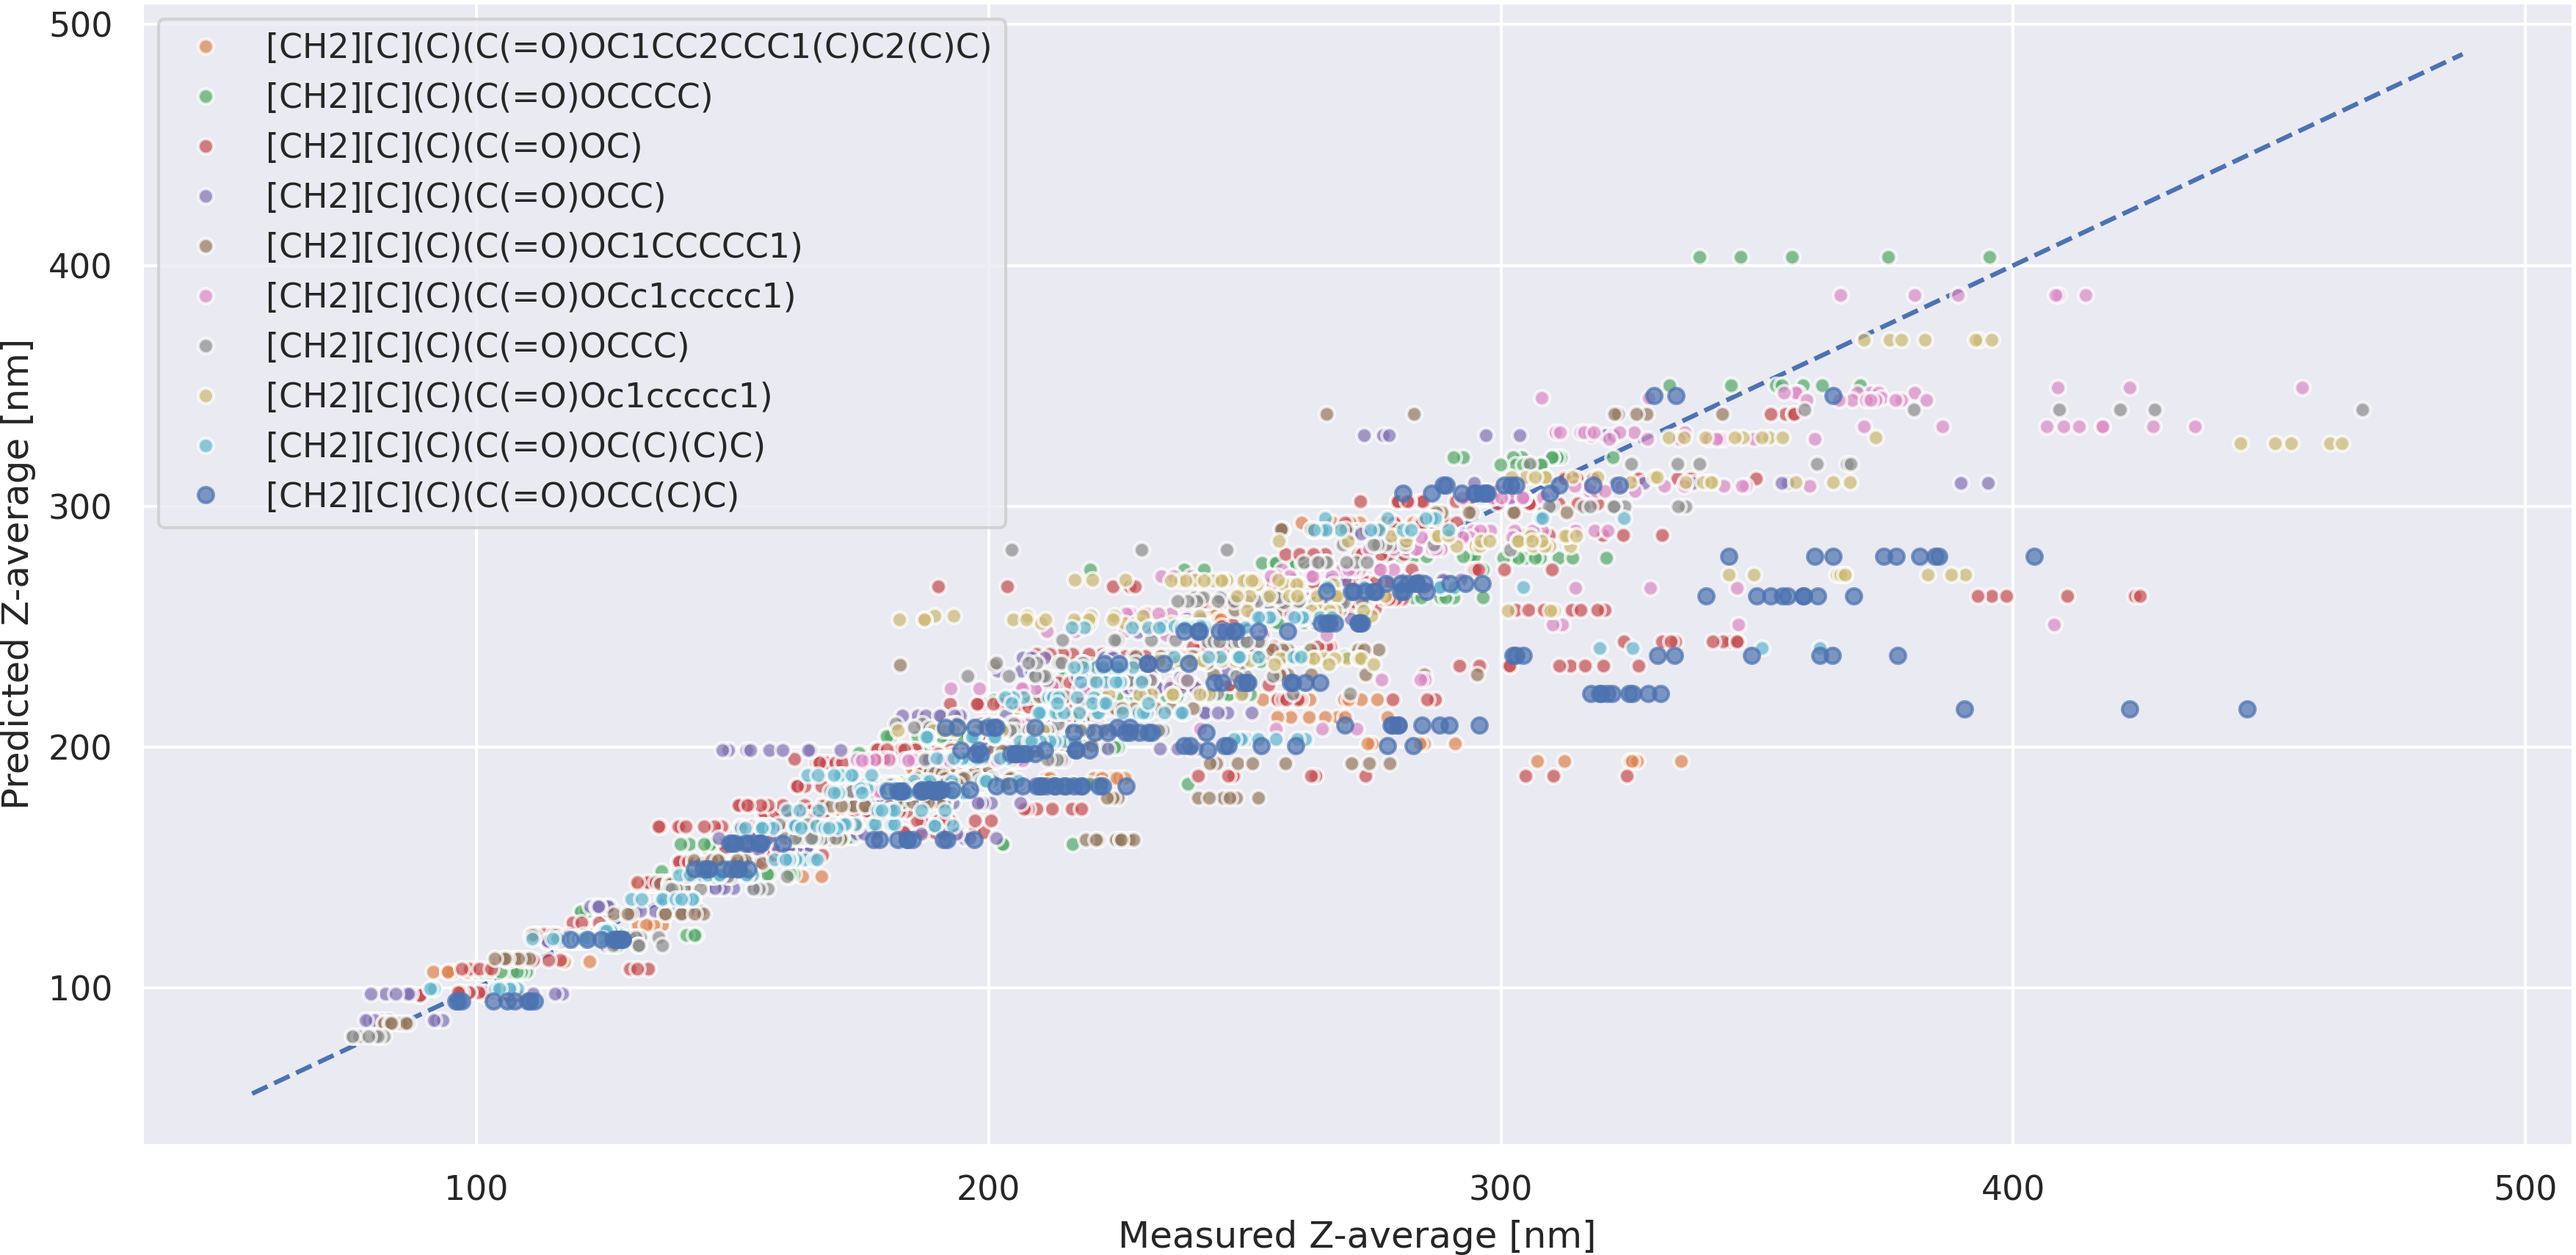 [CH2][C](C)(C(=O)OC1CC2CCC1(C)C2(C)C)
[CH2][C](C)(C(=O)OCCCC)
[CH2][C](C)(C(=O)OC)
[CH2][C](C)(C(=O)OCC)
[CH2][C](C)(C(=O)OC1CCCCC1)
[CH2][C](C)(C(=O)OCc1ccccc1)
[CH2][C](C)(C(=O)OCCC)
[CH2][C](C)(C(=O)Oc1ccccc1)
[CH2][C](C)(C(=O)OC(C)(C)C)
[CH2][C](C)(C(=O)OCC(C)C)
500
400
300
200
100
Predicted Z-average [nm]
100 200 300 400 500
Measured Z-average [nm]